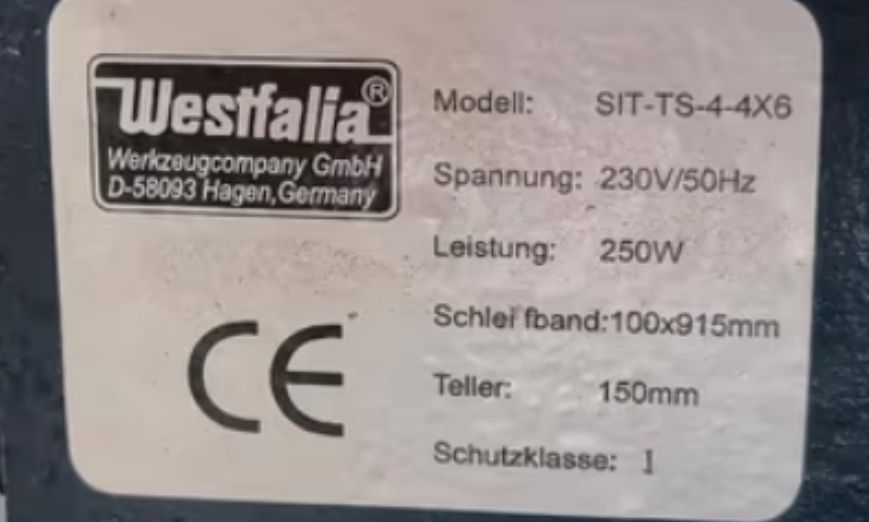 Westfalia®
Werkzeugcompany GmbH
D-58093 Hagen, Germany
Modell: SIT-TS-4-4X6
Spannung: 230V/50Hz
Leistung: 250W
Schlei fband:100x915mm
Teller: 150mm
Schutzklasse: I
CE